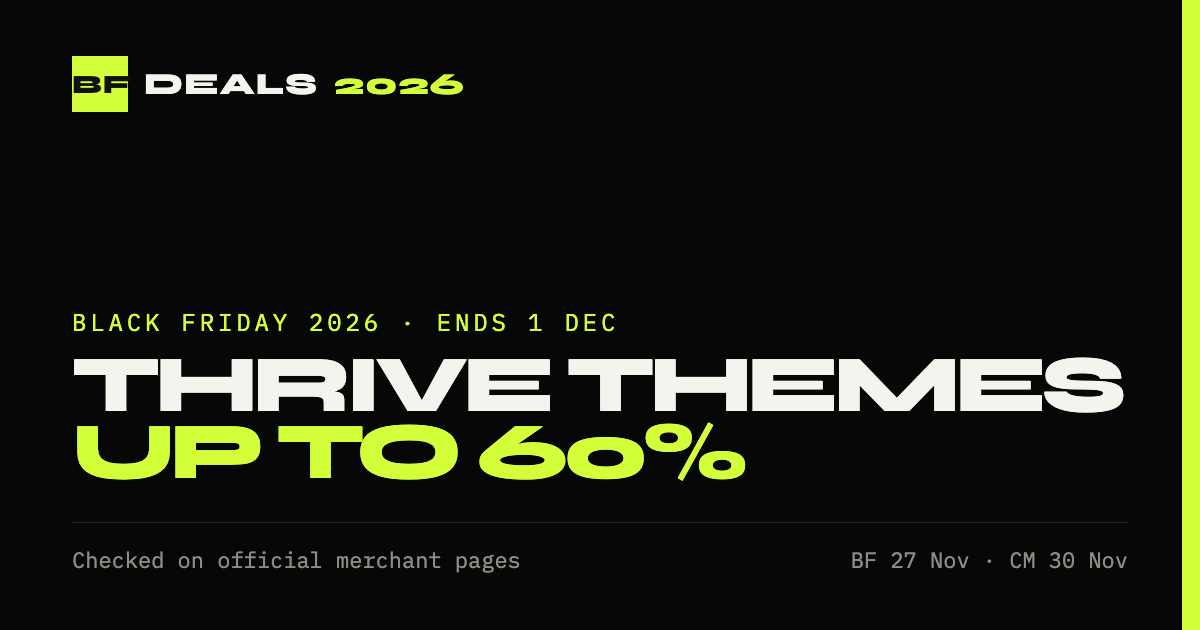 BF DEALS 2026
BLACK FRIDAY 2026 · ENDS 1 DEC
THRIVE THEMES
UP TO 60%
Checked on official merchant pages
BF 27 Nov · CM 30 Nov